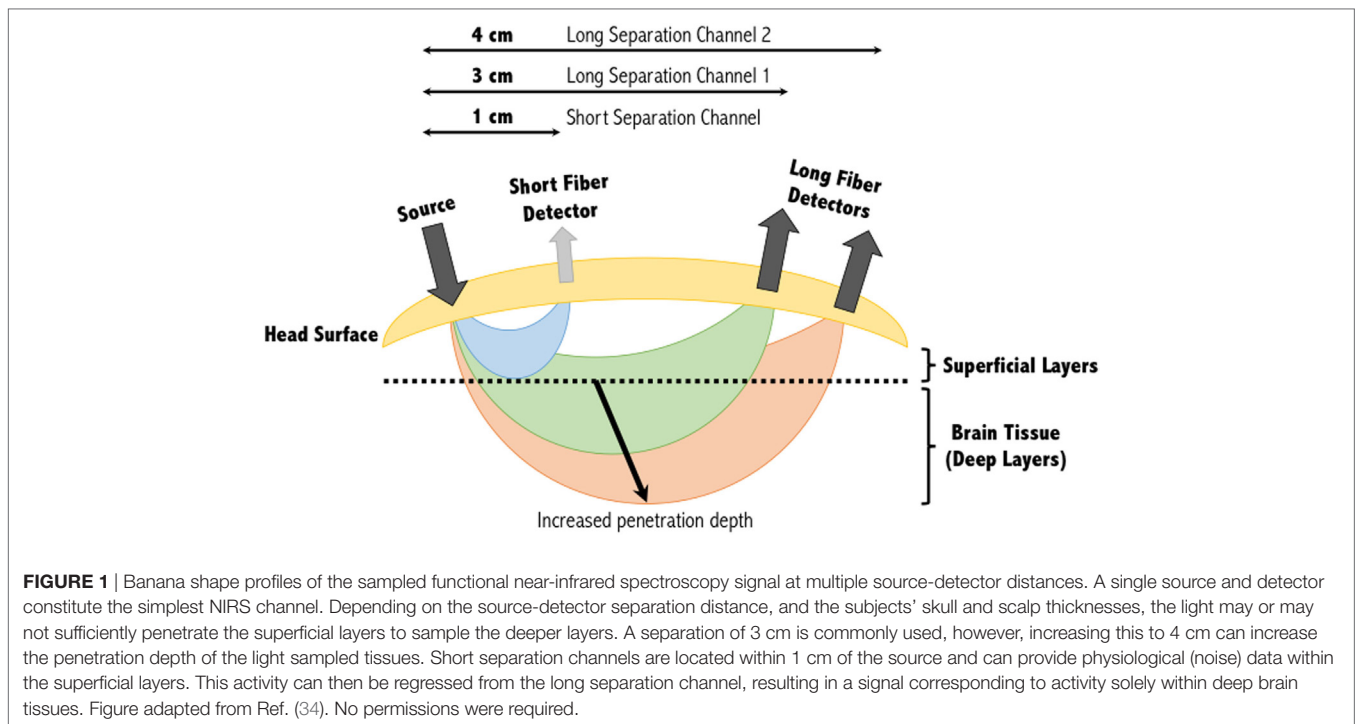 4 cm Long Separation Channel 2
3 cm Long Separation Channel 1
1 cm Short Separation Channel
Source
Short Fiber
Detector
Long Fiber
Detectors
Head Surface
Superficial Layers
Brain Tissue
(Deep Layers)
Increased penetration depth
FIGURE 1 | Banana shape profiles of the sampled functional near-infrared spectroscopy signal at multiple source-detector distances. A single source and detector
constitute the simplest NIRS channel. Depending on the source-detector separation distance, and the subjects’ skull and scalp thicknesses, the light may or may
not sufficiently penetrate the superficial layers to sample the deeper layers. A separation of 3 cm is commonly used, however, increasing this to 4 cm can increase
the penetration depth of the light sampled tissues. Short separation channels are located within 1 cm of the source and can provide physiological (noise) data within
the superficial layers. This activity can then be regressed from the long separation channel, resulting in a signal corresponding to activity solely within deep brain
tissues. Figure adapted from Ref. (34). No permissions were required.